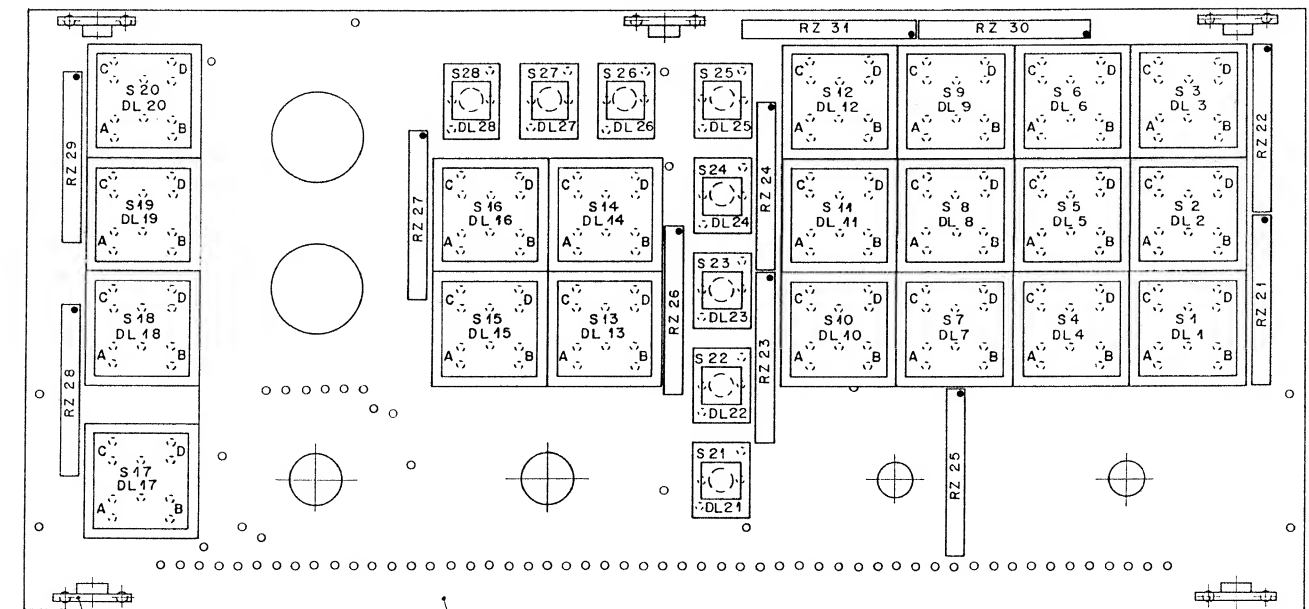 RZ 31
RZ 30
C
D
S 20
DL 20
A
B
S28
DL28
S27
DL27
S26
DL26
S25
DL25
C
D
S 12
DL 12
A
B
C
D
S 9
DL 9
A
B
C
D
S 6
DL 6
A
B
C
D
S 3
DL 3
A
B
RZ 29
RZ 27
RZ 24
RZ 22
C
D
S 19
DL 19
A
B
C
D
S 16
DL 16
A
B
C
D
S 14
DL 14
A
B
S24
DL24
C
D
S 11
DL 11
A
B
C
D
S 8
DL 8
A
B
C
D
S 5
DL 5
A
B
C
D
S 2
DL 2
A
B
C
D
S 18
DL 18
A
B
C
D
S 15
DL 15
A
B
C
D
S 13
DL 13
A
B
S23
DL23
C
D
S 10
DL 10
A
B
C
D
S 7
DL 7
A
B
C
D
S 4
DL 4
A
B
C
D
S 1
DL 1
A
B
RZ 28
RZ 26
RZ 23
RZ 21
S22
DL22
C
D
S 17
DL 17
A
B
S21
DL21
RZ 25